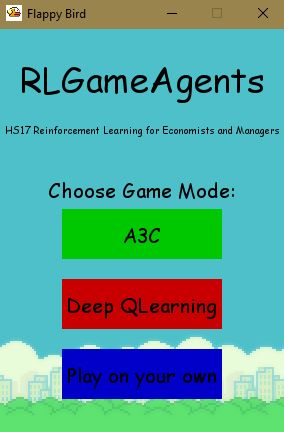 Flappy Bird
RLGameAgents
HS17 Reinforcement Learning for Economists and Managers
Choose Game Mode:
A3C
Deep QLearning
Play on your own